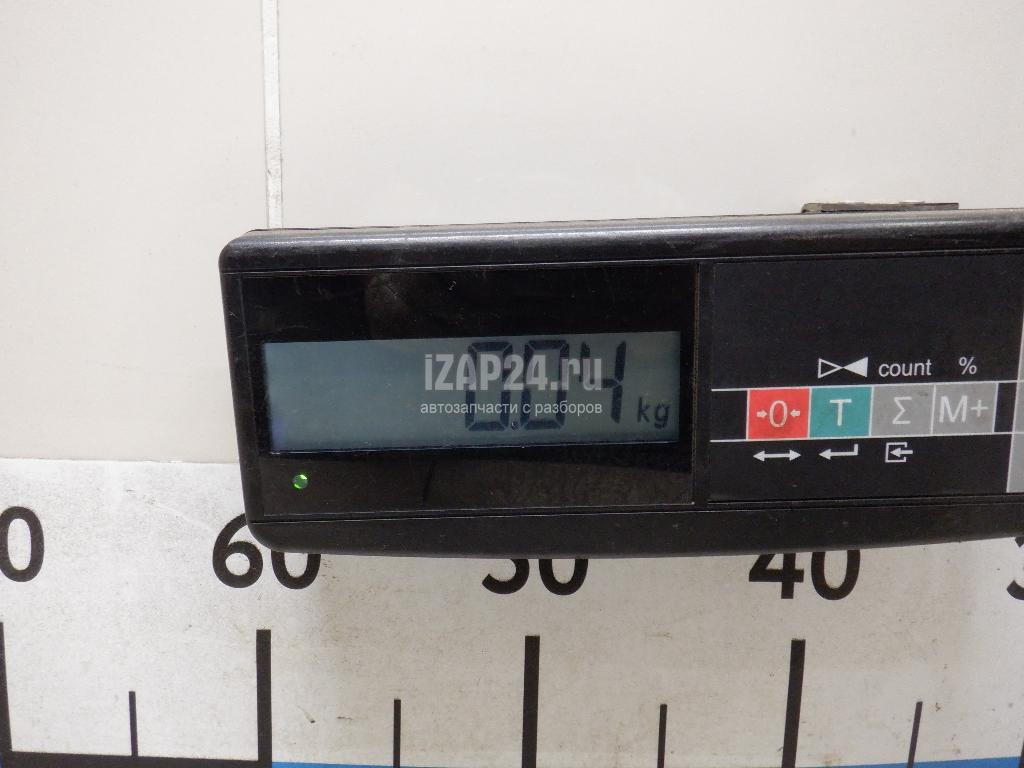 0.04 kg
iZAP24.ru
автозапчасти с разборов
count %
→0← T Σ M+
60 50 40